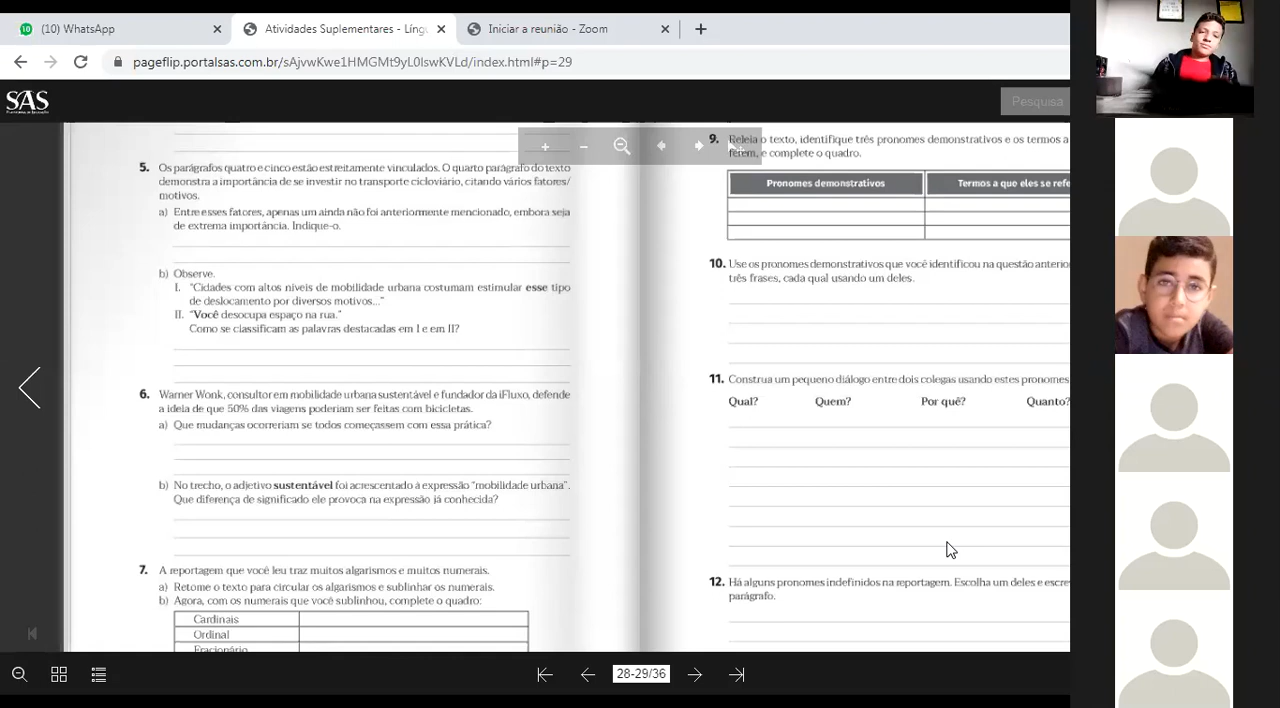 (10) WhatsApp
Atividades Suplementares - Língu
Iniciar a reunião - Zoom
pageflip.portalsas.com.br/sAjvwKwe1HMGMt9yL0lswKVLd/index.html#p=29
SAS
Pesquisa
5. Os parágrafos quatro e cinco estão estreitamente vinculados. O quarto parágrafo do texto
demonstra a importância de se investir no transporte cicloviário, citando vários fatores/
motivos.
a) Entre esses fatores, apenas um ainda não foi anteriormente mencionado, embora seja
de extrema importância. Indique-o.
b) Observe.
I. "Cidades com altos níveis de mobilidade urbana costumam estimular esse tipo
de deslocamento por diversos motivos..."
II. "Você desocupa espaço na rua."
Como se classificam as palavras destacadas em I e em II?
6. Warner Wonk, consultor em mobilidade urbana sustentável e fundador da iFluxo, defende
a ideia de que 50% das viagens poderiam ser feitas com bicicletas.
a) Que mudanças ocorreriam se todos começassem com essa prática?
b) No trecho, o adjetivo sustentável foi acrescentado à expressão "mobilidade urbana".
Que diferença de significado ele provoca na expressão já conhecida?
7. A reportagem que você leu traz muitos algarismos e muitos numerais.
a) Retome o texto para circular os algarismos e sublinhar os numerais.
b) Agora, com os numerais que você sublinhou, complete o quadro:
Cardinais
Ordinal
Fracionário
9. Releia o texto, identifique três pronomes demonstrativos e os termos a
ferem, e complete o quadro.
Pronomes demonstrativos
Termos a que eles se refe
10. Use os pronomes demonstrativos que você identificou na questão anterio
três frases, cada qual usando um deles.
11. Construa um pequeno diálogo entre dois colegas usando estes pronomes
Qual? Quem? Por quê? Quanto?
12. Há alguns pronomes indefinidos na reportagem. Escolha um deles e escre
parágrafo.
28-29/36